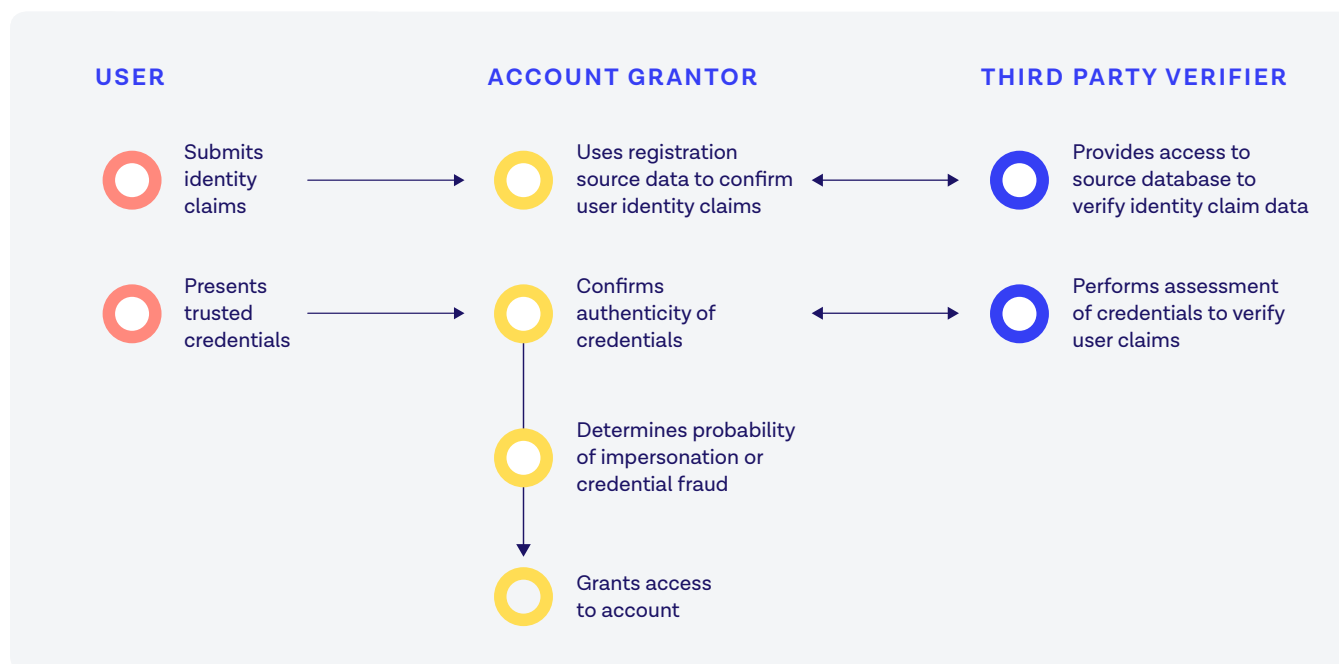 USER
ACCOUNT GRANTOR
THIRD PARTY VERIFIER
Submits
identity
claims
Uses registration
source data to confirm
user identity claims
Provides access to
source database to
verify identity claim data
Presents
trusted
credentials
Confirms
authenticity of
credentials
Performs assessment
of credentials to verify
user claims
Determines probability
of impersonation or
credential fraud
Grants access
to account